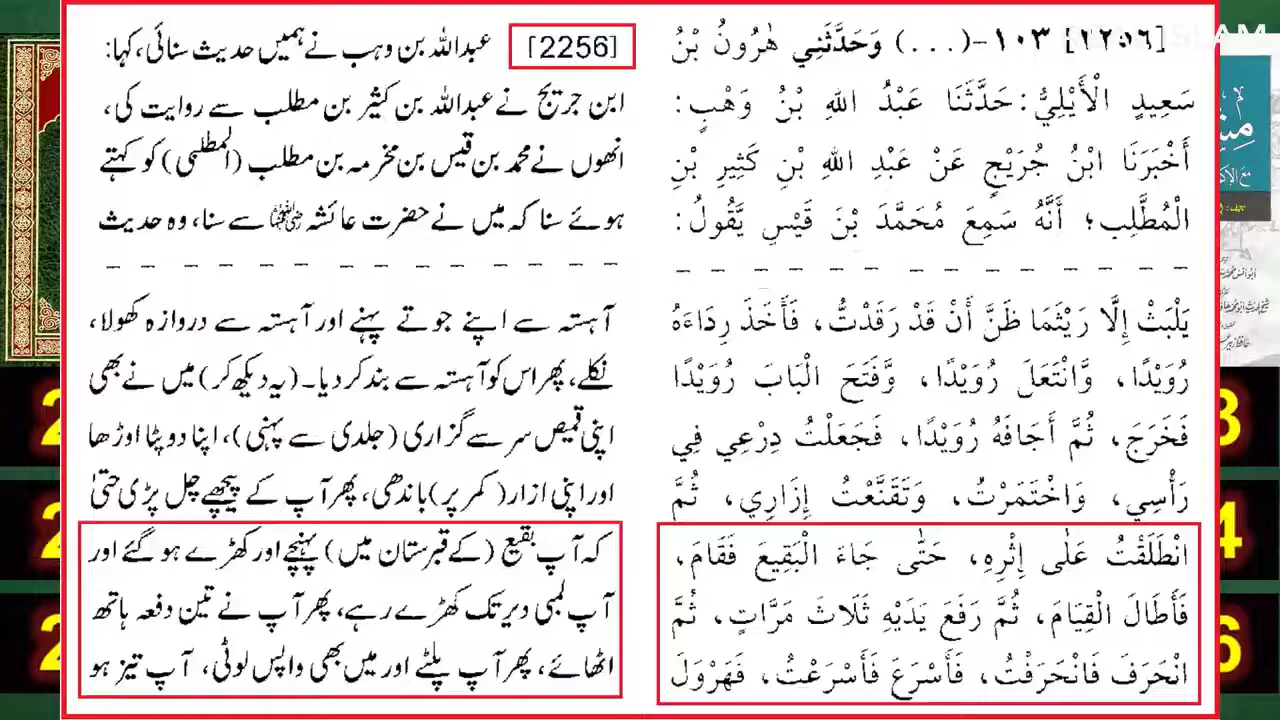 [٢٢٥٦] ١٠٣-(...) وَحَدَّثَنِي هٰرُونُ بْنُ
سَعِيدٍ الْأَيْلِيُّ: حَدَّثَنَا عَبْدُ اللهِ بْنُ وَهْبٍ:
أَخْبَرَنَا ابْنُ جُرَيْجٍ عَنْ عَبْدِ اللهِ بْنِ كَثِيرِ بْنِ
الْمُطَّلِبِ؛ أَنَّهُ سَمِعَ مُحَمَّدَ بْنَ قَيْسٍ يَّقُولُ:
يَلْبَثْ إِلَّا رَيْثَمَا ظَنَّ أَنْ قَدْ رَقَدْتُّ، فَأَخَذَ رِدَاءَهُ
رُوَيْدًا، وَّانْتَعَلَ رُوَيْدًا، وَّفَتَحَ الْبَابَ رُوَيْدًا
فَخَرَجَ، ثُمَّ أَجَافَهُ رُوَيْدًا، فَجَعَلْتُ دِرْعِي فِي
رَأْسِي، وَاخْتَمَرْتُ، وَتَقَنَّعْتُ إِزَارِي، ثُمَّ
انْطَلَقْتُ عَلٰى إِثْرِهِ، حَتّٰى جَاءَ الْبَقِيعَ فَقَامَ،
فَأَطَالَ الْقِيَامَ، ثُمَّ رَفَعَ يَدَيْهِ ثَلَاثَ مَرَّاتٍ، ثُمَّ
انْحَرَفَ فَانْحَرَفْتُ، فَأَسْرَعَ فَأَسْرَعْتُ، فَهَرْوَلَ
[2256] عبداللہ بن وہب نے ہمیں حدیث سنائی، کہا:
ابن جریج نے عبداللہ بن کثیر بن مطلب سے روایت کی،
انھوں نے محمد بن قیس بن مخرمہ بن مطلب (المطلبی) کو کہتے
ہوئے سنا کہ میں نے حضرت عائشہ رضی اللہ عنہا سے سنا، وہ حدیث
آہستہ سے اپنے جوتے پہنے اور آہستہ سے دروازہ کھولا،
نکلے، پھر اس کو آہستہ سے بند کر دیا۔ (یہ دیکھ کر) میں نے بھی
اپنی قمیص سر سے گزاری (جلدی سے پہنی)، اپنا دوپٹا اوڑھا
اور اپنی ازار (کمر پر) باندھی، پھر آپ کے پیچھے چل پڑی حتیٰ
کہ آپ بقیع (کے قبرستان میں) پہنچے اور کھڑے ہو گئے اور
آپ لمبی دیر تک کھڑے رہے، پھر آپ نے تین دفعہ ہاتھ
اٹھائے، پھر آپ پلٹے اور میں بھی واپس لوٹی، آپ تیز ہو